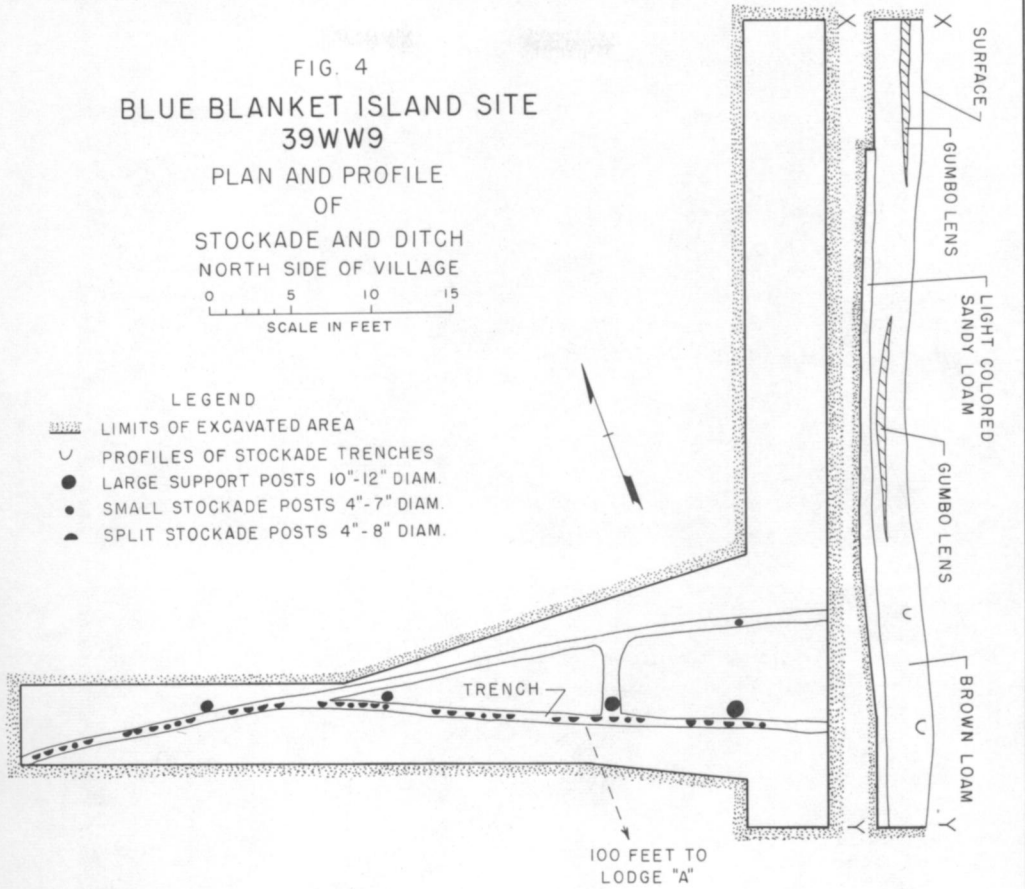 FIG. 4
BLUE BLANKET ISLAND SITE
39WW9
PLAN AND PROFILE
OF
STOCKADE AND DITCH
NORTH SIDE OF VILLAGE
0 5 10 15
SCALE IN FEET
LEGEND
LIMITS OF EXCAVATED AREA
PROFILES OF STOCKADE TRENCHES
LARGE SUPPORT POSTS 10"-12" DIAM.
SMALL STOCKADE POSTS 4"-7" DIAM.
SPLIT STOCKADE POSTS 4"-8" DIAM.
TRENCH
100 FEET TO
LODGE "A"
X
X
SURFACE
GUMBO LENS
LIGHT COLORED
SANDY LOAM
GUMBO LENS
BROWN LOAM
Y
Y